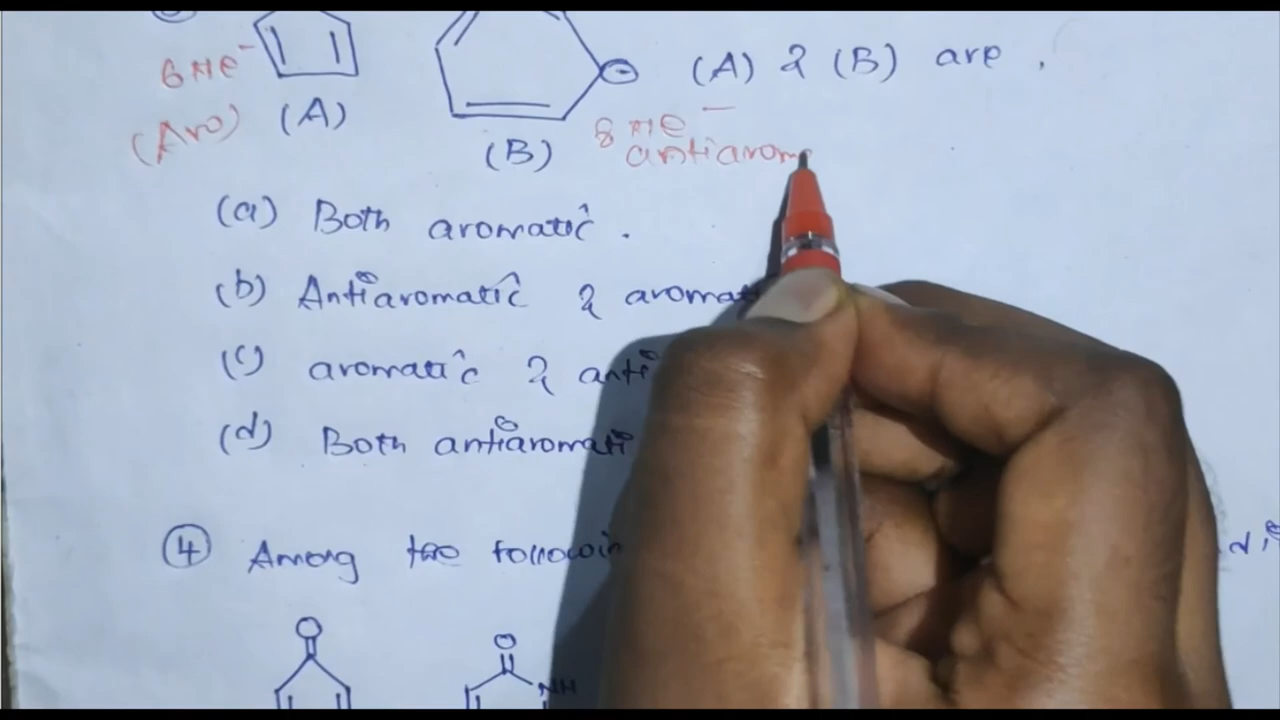 (A) & (B) are .
6πe⁻
(Aro) (A)
8πe⁻
(B) antiarom
(a) Both aromatic .
(b) Antiaromatic & aromat
(c) aromatic & anti
(d) Both antiaromati
④ Among the followin
O O
NH